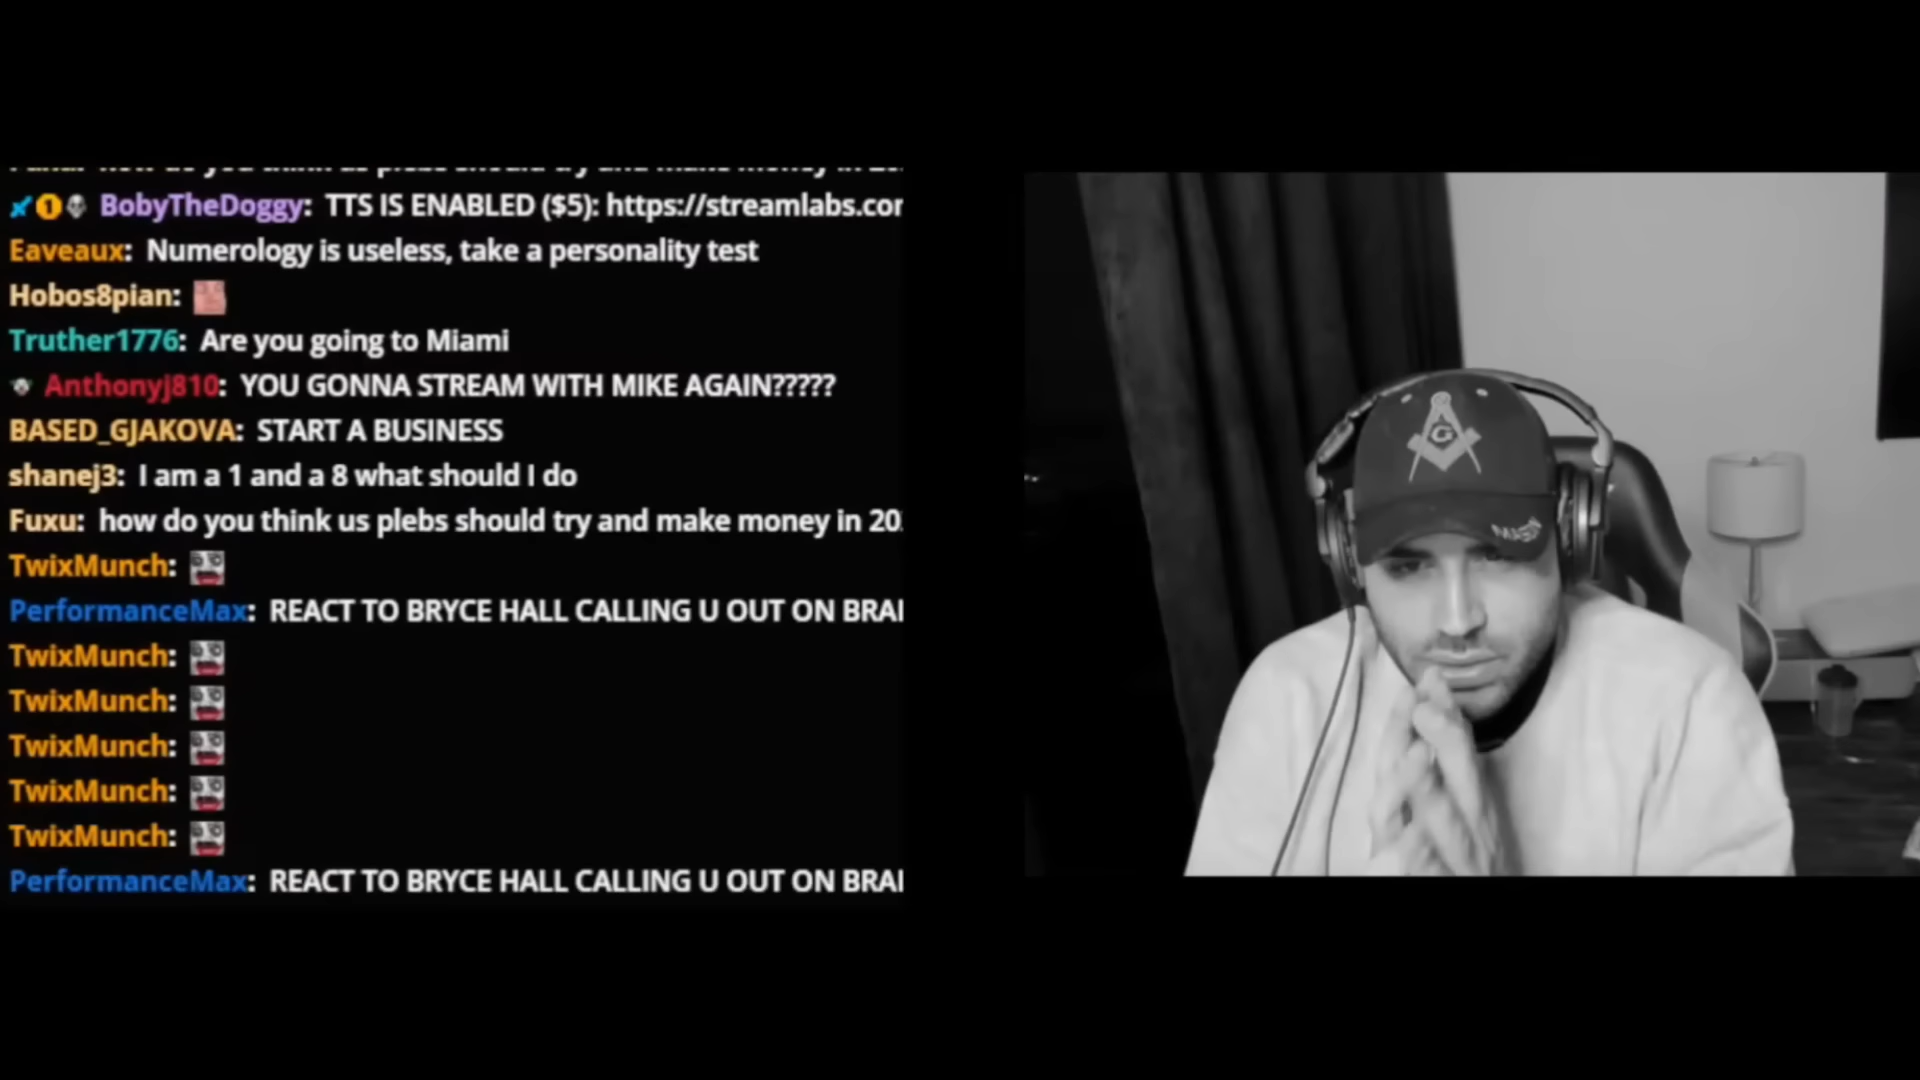 BobyTheDoggy: TTS IS ENABLED ($5): https://streamlabs.cor
Eaveaux: Numerology is useless, take a personality test
Hobos8pian:
Truther1776: Are you going to Miami
Anthonyj810: YOU GONNA STREAM WITH MIKE AGAIN?????
BASED_GJAKOVA: START A BUSINESS
shanej3: I am a 1 and a 8 what should I do
Fuxu: how do you think us plebs should try and make money in 20
TwixMunch:
PerformanceMax: REACT TO BRYCE HALL CALLING U OUT ON BRAI
TwixMunch:
TwixMunch:
TwixMunch:
TwixMunch:
TwixMunch:
PerformanceMax: REACT TO BRYCE HALL CALLING U OUT ON BRAI
G
MASON